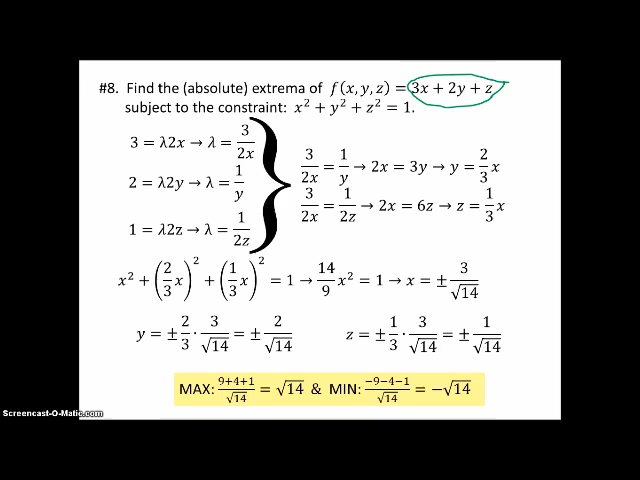 #8. Find the (absolute) extrema of f(x, y, z) = 3x + 2y + z
subject to the constraint: x² + y² + z² = 1.
3 = λ2x → λ = 3/2x
2 = λ2y → λ = 1/y
1 = λ2z → λ = 1/2z
3/2x = 1/y → 2x = 3y → y = 2/3 x
3/2x = 1/2z → 2x = 6z → z = 1/3 x
x² + (2/3 x)² + (1/3 x)² = 1 → 14/9 x² = 1 → x = ± 3/√14
y = ± 2/3 · 3/√14 = ± 2/√14
z = ± 1/3 · 3/√14 = ± 1/√14
MAX: 9+4+1/√14 = √14 & MIN: −9−4−1/√14 = −√14
Screencast-O-Matic.com